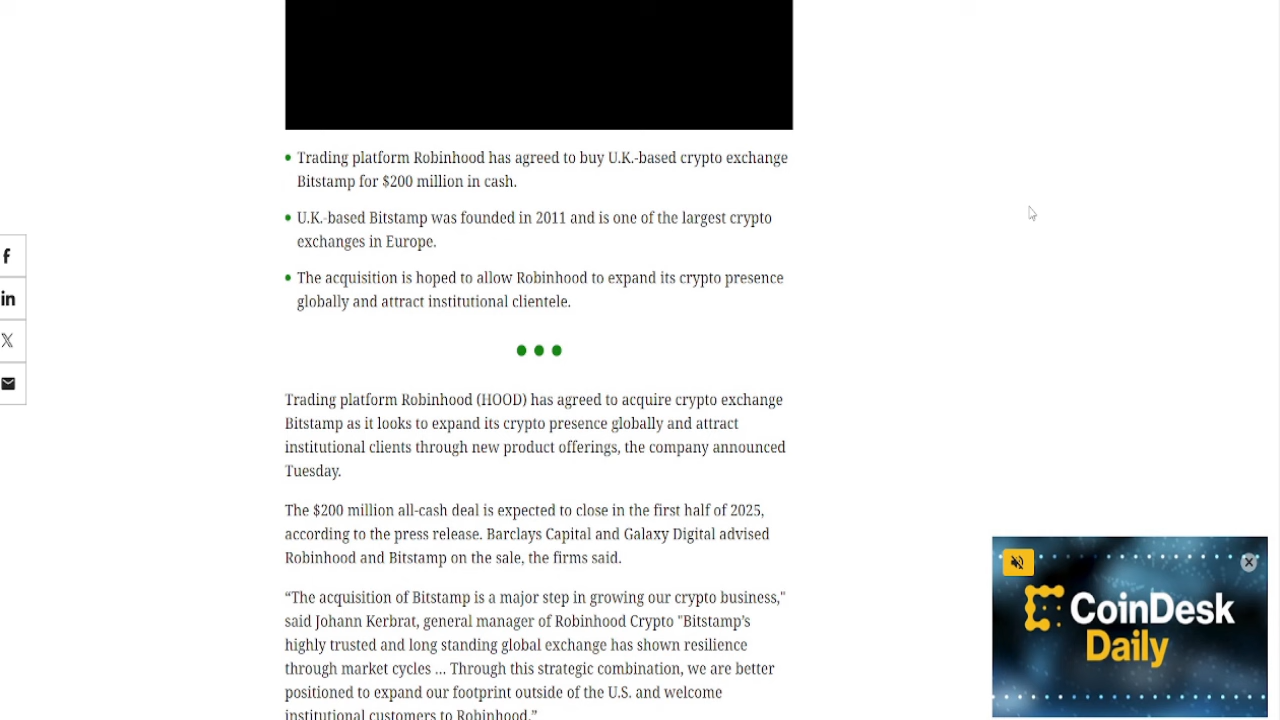 Trading platform Robinhood has agreed to buy U.K.-based crypto exchange
Bitstamp for $200 million in cash.
U.K.-based Bitstamp was founded in 2011 and is one of the largest crypto
exchanges in Europe.
The acquisition is hoped to allow Robinhood to expand its crypto presence
globally and attract institutional clientele.
Trading platform Robinhood (HOOD) has agreed to acquire crypto exchange
Bitstamp as it looks to expand its crypto presence globally and attract
institutional clients through new product offerings, the company announced
Tuesday.
The $200 million all-cash deal is expected to close in the first half of 2025,
according to the press release. Barclays Capital and Galaxy Digital advised
Robinhood and Bitstamp on the sale, the firms said.
“The acquisition of Bitstamp is a major step in growing our crypto business,"
said Johann Kerbrat, general manager of Robinhood Crypto "Bitstamp’s
highly trusted and long standing global exchange has shown resilience
through market cycles ... Through this strategic combination, we are better
positioned to expand our footprint outside of the U.S. and welcome
institutional customers to Robinhood.”
CoinDesk
Daily